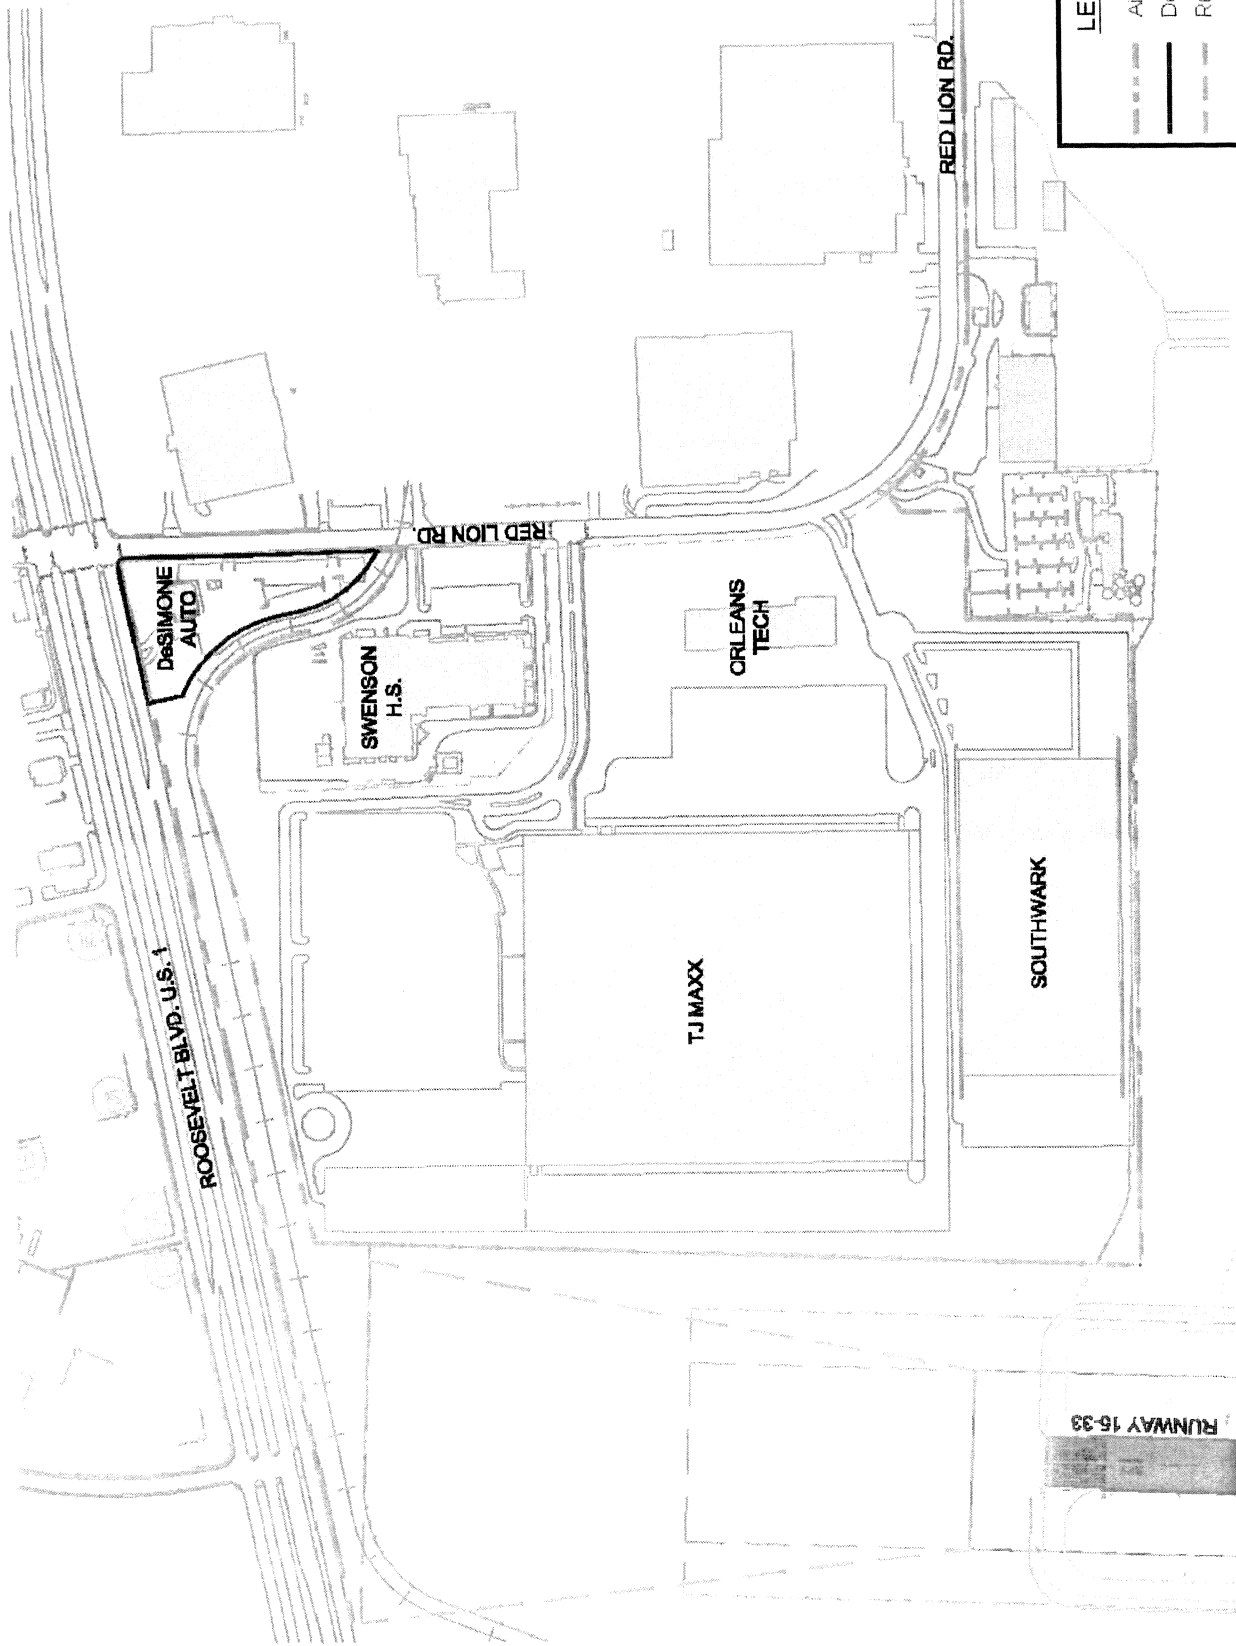 ROOSEVELT BLVD. U.S. 1
DeSIMONE
AUTO
SWENSON
H.S.
RED LION RD.
ORLEANS
TECH
TJ MAXX
SOUTHWARK
RED LION RD.
RUNWAY 15-33
LE